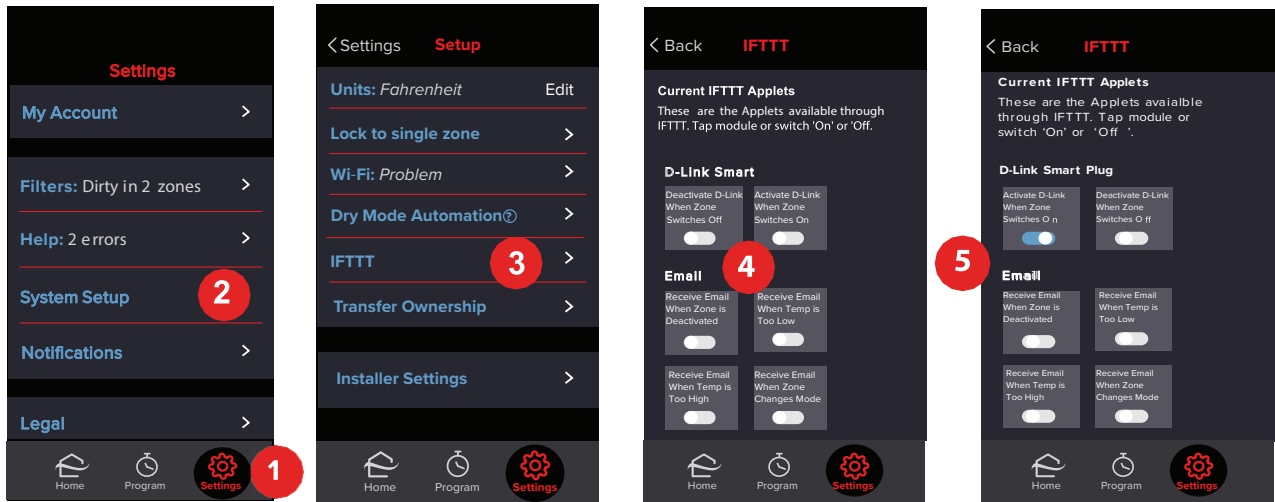 Settings
My Account
Filters: Dirty in 2 zones
Help: 2 errors
System Setup
2
Notifications
Legal
Home
Program
Settings
1
Settings
Setup
Units: Fahrenheit
Edit
Lock to single zone
Wi-Fi: Problem
Dry Mode Automation?
IFTTT
3
Transfer Ownership
Installer Settings
Home
Program
Settings
Back
IFTTT
Current IFTTT Applets
These are the Applets available through
IFTTT. Tap module or switch 'On' or 'Off.
D-Link Smart
Deactivate D-Link
When Zone
Switches Off
Activate D-Link
When Zone
Switches On
4
Email
Receive Email
When Zone is
Deactivated
Receive Email
When Temp is
Too Low
Receive Email
When Temp is
Too High
Receive Email
When Zone
Changes Mode
Home
Program
Settings
Back
IFTTT
Current IFTTT Applets
These are the Applets avaialble
through IFTTT. Tap module or
switch ‘On’ or ‘Off ’.
D-Link Smart Plug
Activate D-Link
When Zone
Switches O n
Deactivate D-Link
When Zone
Switches O ff
5
Email
Receive Email
When Zone is
Deactivated
Receive Email
When Temp is
Too Low
Receive Email
When Temp is
Too High
Receive Email
When Zone
Changes Mode
Home
Program
Settings